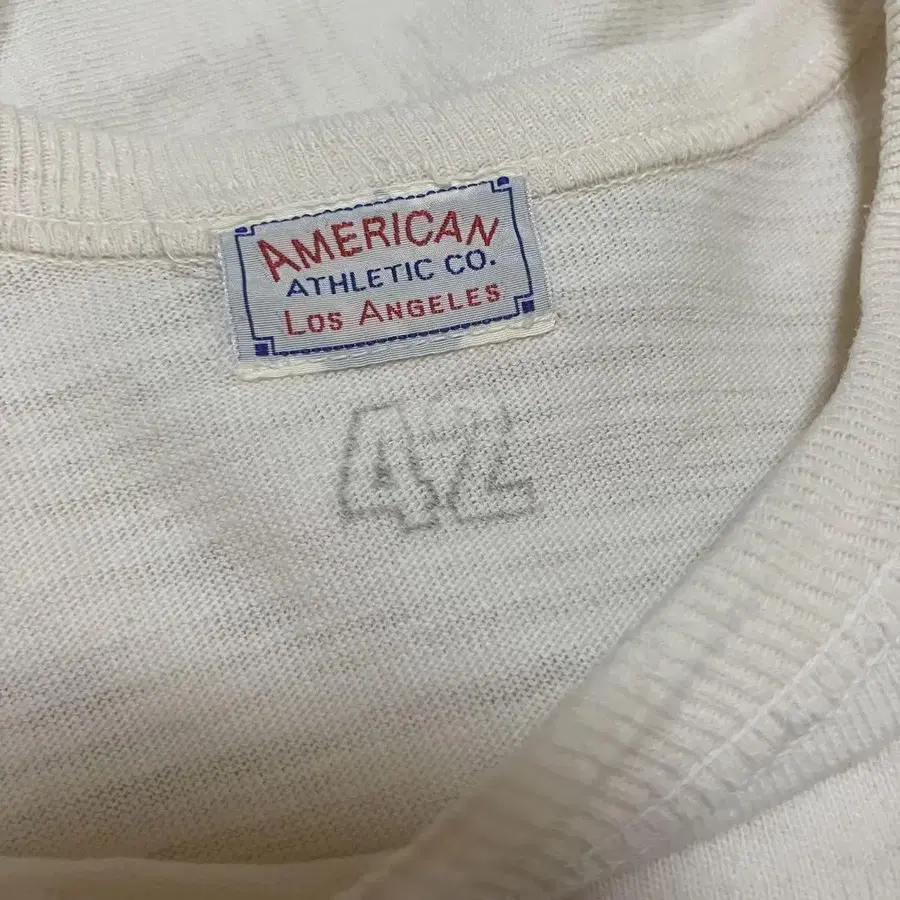 AMERICAN
ATHLETIC CO.
LOS ANGELES
42